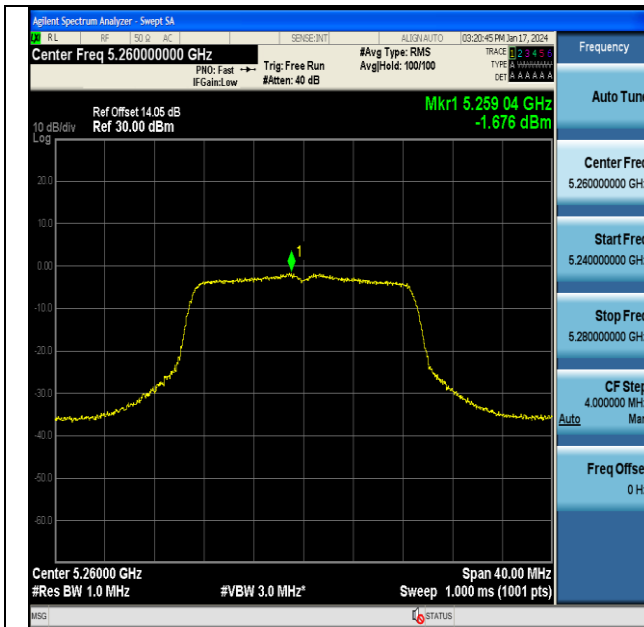 Agilent Spectrum Analyzer - Swept SA
RL RF 50 Ω AC SENSE:INT ALIGN AUTO 03:20:45 PM Jan 17, 2024
Center Freq 5.260000000 GHz
PNO: Fast
IFGain:Low
Trig: Free Run
#Atten: 40 dB
#Avg Type: RMS
Avg|Hold: 100/100
TRACE 1 2 3 4 5 6
TYPE A
DET A A A A A A
Frequency
Auto Tune
Center Freq
5.260000000 GHz
Start Freq
5.240000000 GHz
Stop Freq
5.280000000 GHz
CF Step
4.000000 MHz
Auto Man
Freq Offset
0 Hz
Mkr1 5.259 04 GHz
-1.676 dBm
Ref Offset 14.05 dB
10 dB/div Ref 30.00 dBm
Log
20.0
10.0
0.00
-10.0
-20.0
-30.0
-40.0
-50.0
-60.0
1
Center 5.26000 GHz Span 40.00 MHz
#Res BW 1.0 MHz #VBW 3.0 MHz* Sweep 1.000 ms (1001 pts)
MSG STATUS